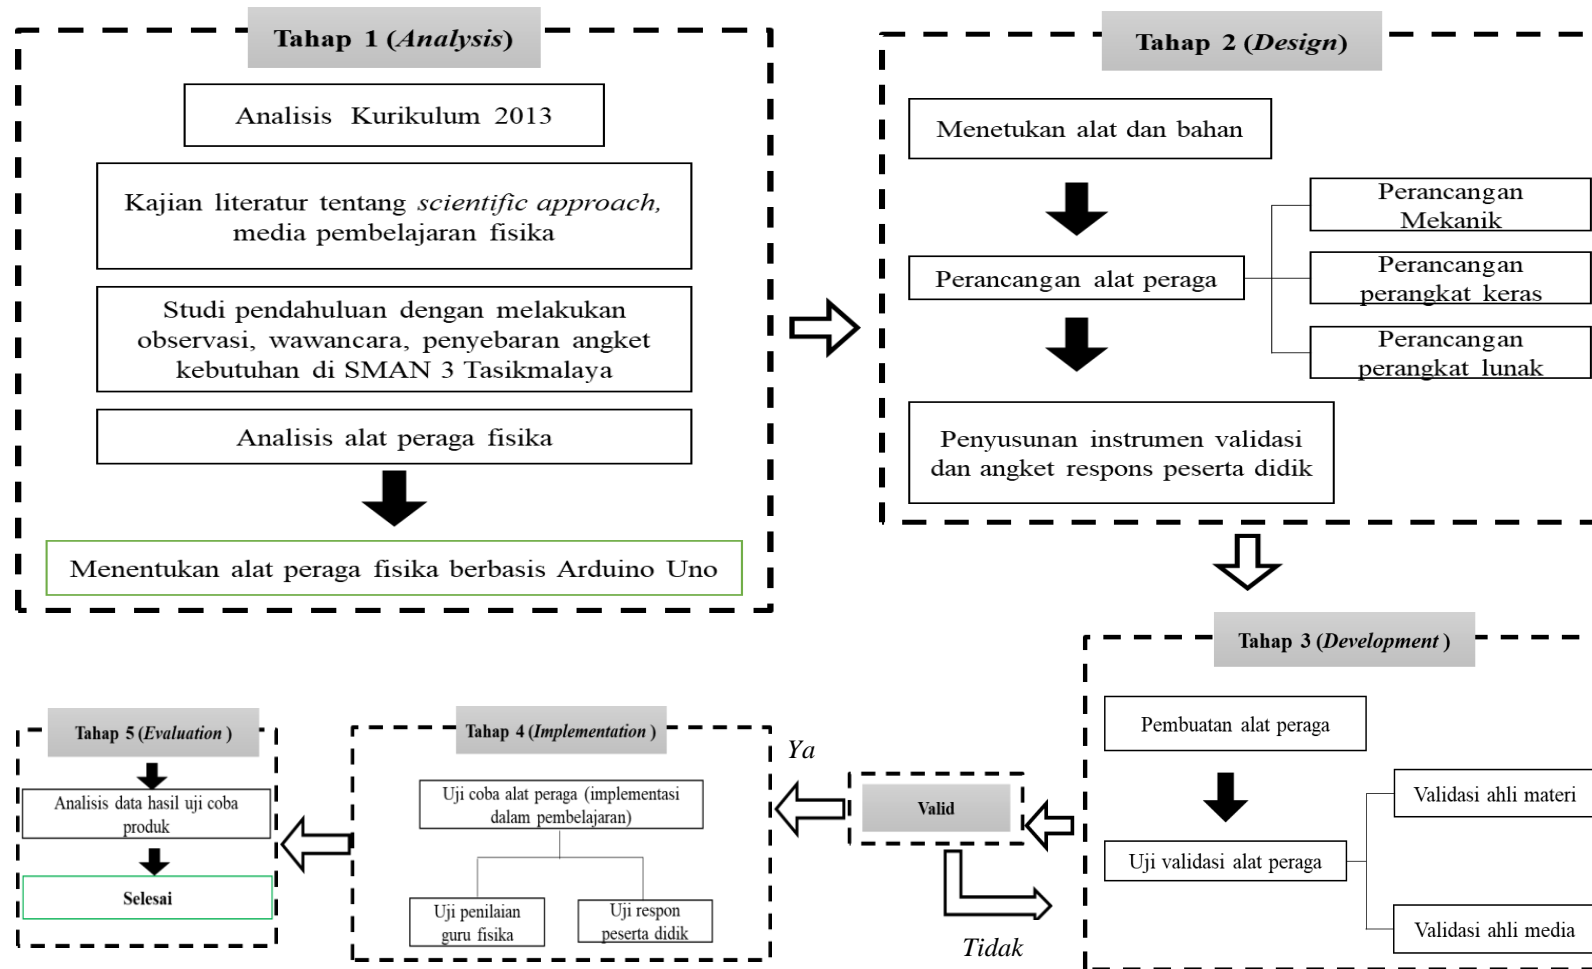 Tahap 1 (Analysis)
Analisis Kurikulum 2013
Kajian literatur tentang scientific approach,
media pembelajaran fisika
Studi pendahuluan dengan melakukan
observasi, wawancara, penyebaran angket
kebutuhan di SMAN 3 Tasikmalaya
Analisis alat peraga fisika
Menentukan alat peraga fisika berbasis Arduino Uno
Tahap 2 (Design)
Menetukan alat dan bahan
Perancangan alat peraga
Perancangan
Mekanik
Perancangan
perangkat keras
Perancangan
perangkat lunak
Penyusunan instrumen validasi
dan angket respons peserta didik
Tahap 3 (Development )
Pembuatan alat peraga
Uji validasi alat peraga
Validasi ahli materi
Validasi ahli media
Valid
Ya
Tidak
Tahap 4 (Implementation )
Uji coba alat peraga (implementasi
dalam pembelajaran)
Uji penilaian
guru fisika
Uji respon
peserta didik
Tahap 5 (Evaluation )
Analisis data hasil uji coba
produk
Selesai